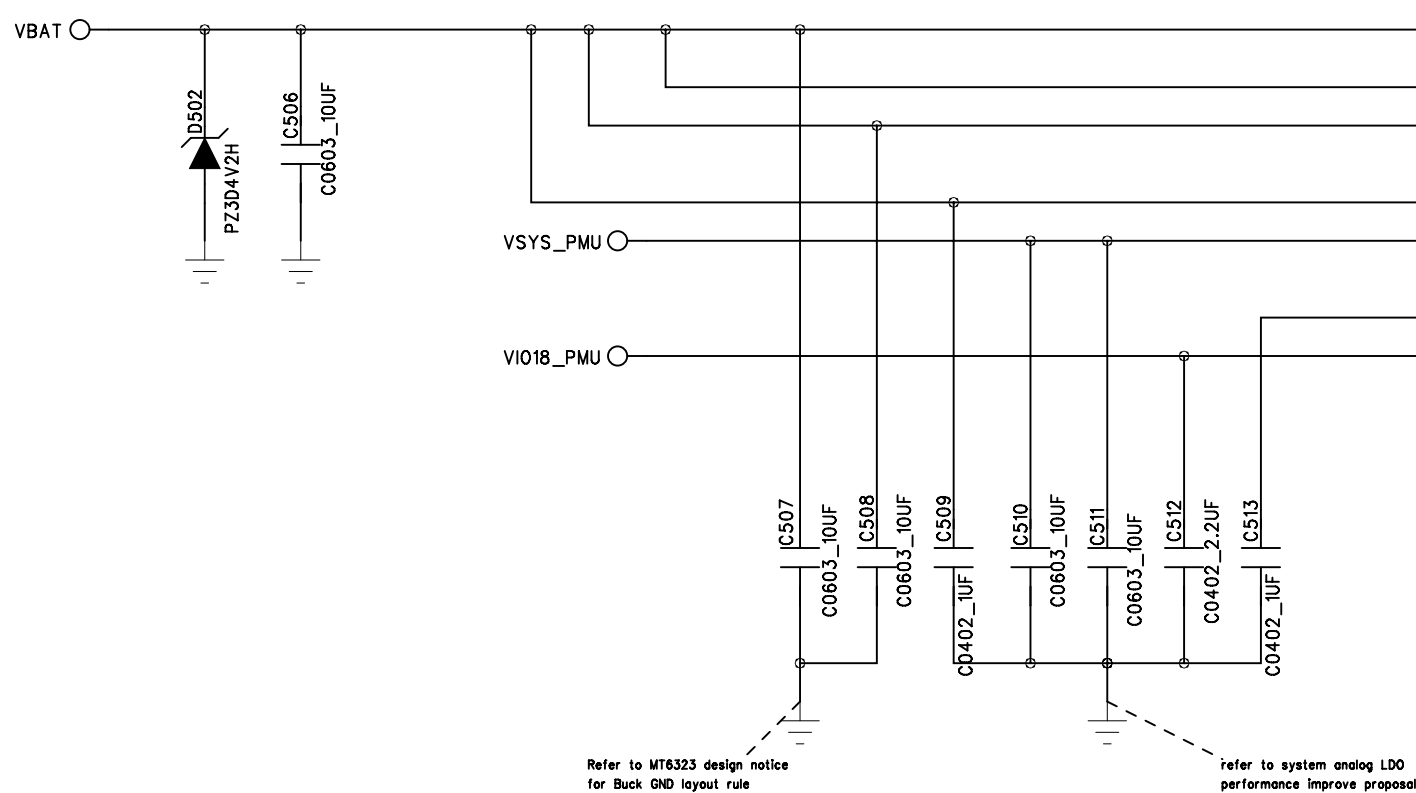 VBAT
D502
PZ3D4V2H
C506
C0603_10UF
VSYS_PMU
VIO18_PMU
C507
C0603_10UF
C508
C0603_10UF
C509
C0402_1UF
C510
C0603_10UF
C511
C0603_10UF
C512
C0402_2.2UF
C513
C0402_1UF
Refer to MT6323 design notice
for Buck GND layout rule
refer to system analog LDO
performance improve proposal